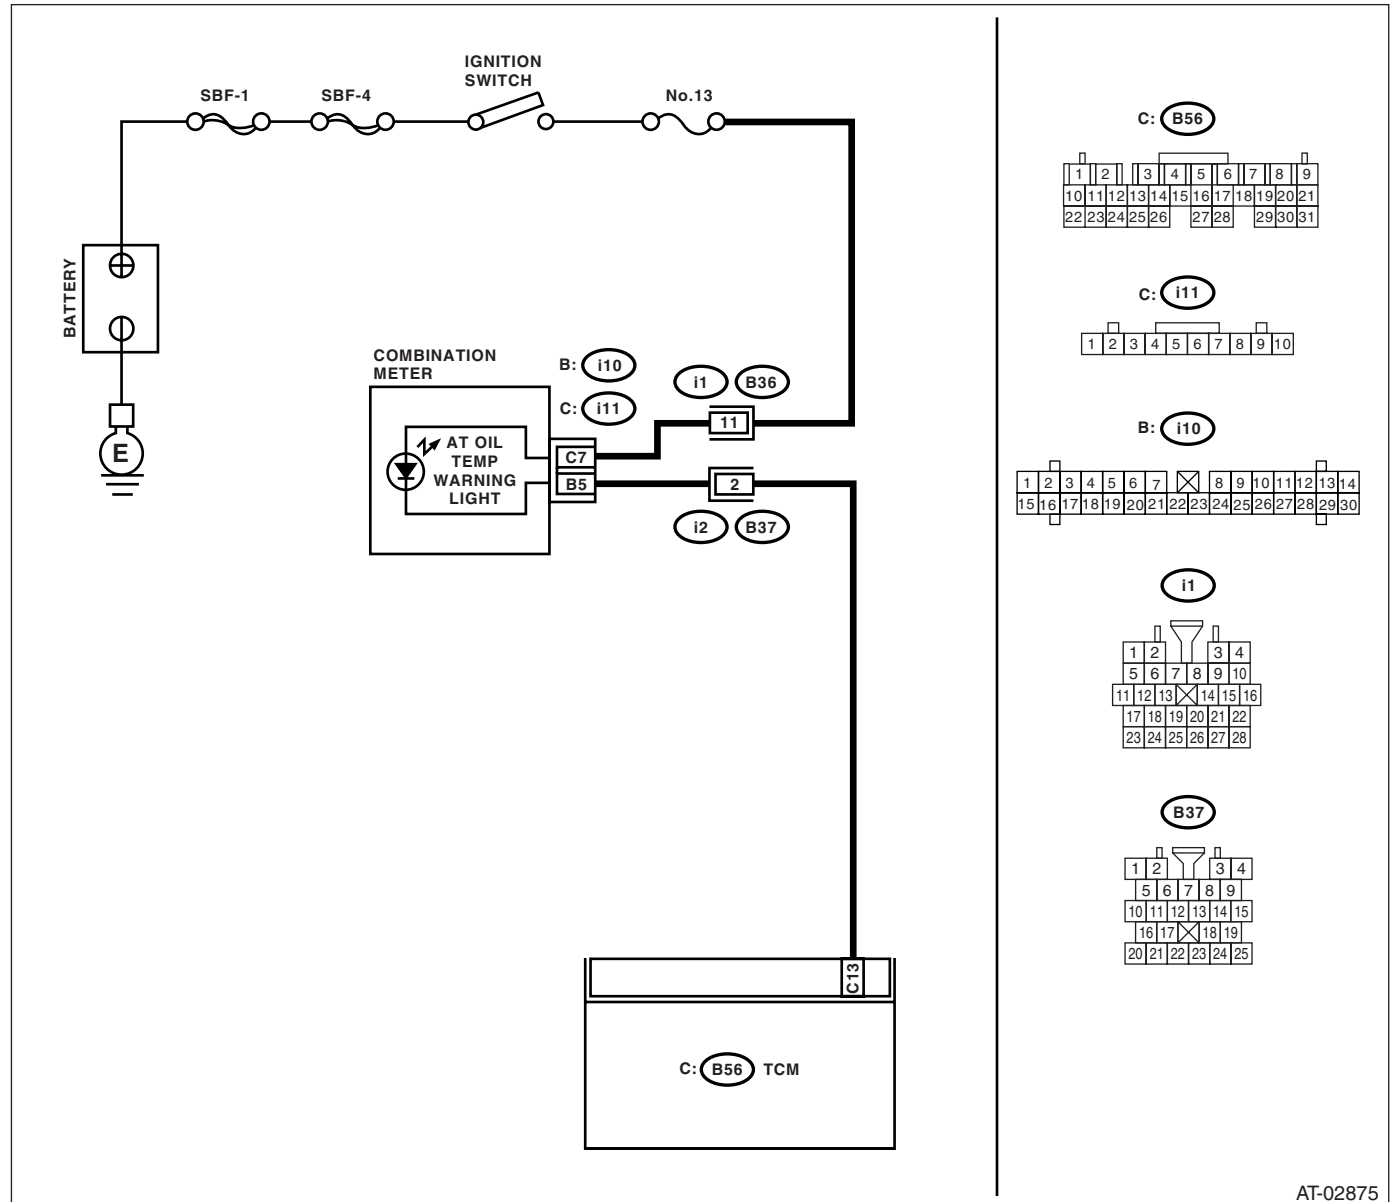 IGNITION
SWITCH
SBF-1
SBF-4
No.13
BATTERY
E
COMBINATION
METER
B: i10
C: i11
AT OIL
TEMP
WARNING
LIGHT
C7
B5
i1 B36
11
2
i2 B37
C13
C: B56 TCM
C: B56
1 2 3 4 5 6 7 8 9
10 11 12 13 14 15 16 17 18 19 20 21
22 23 24 25 26 27 28 29 30 31
C: i11
1 2 3 4 5 6 7 8 9 10
B: i10
1 2 3 4 5 6 7 8 9 10 11 12 13 14
15 16 17 18 19 20 21 22 23 24 25 26 27 28 29 30
i1
1 2 3 4
5 6 7 8 9 10
11 12 13 14 15 16
17 18 19 20 21 22
23 24 25 26 27 28
B37
1 2 3 4
5 6 7 8 9
10 11 12 13 14 15
16 17 18 19
20 21 22 23 24 25
AT-02875